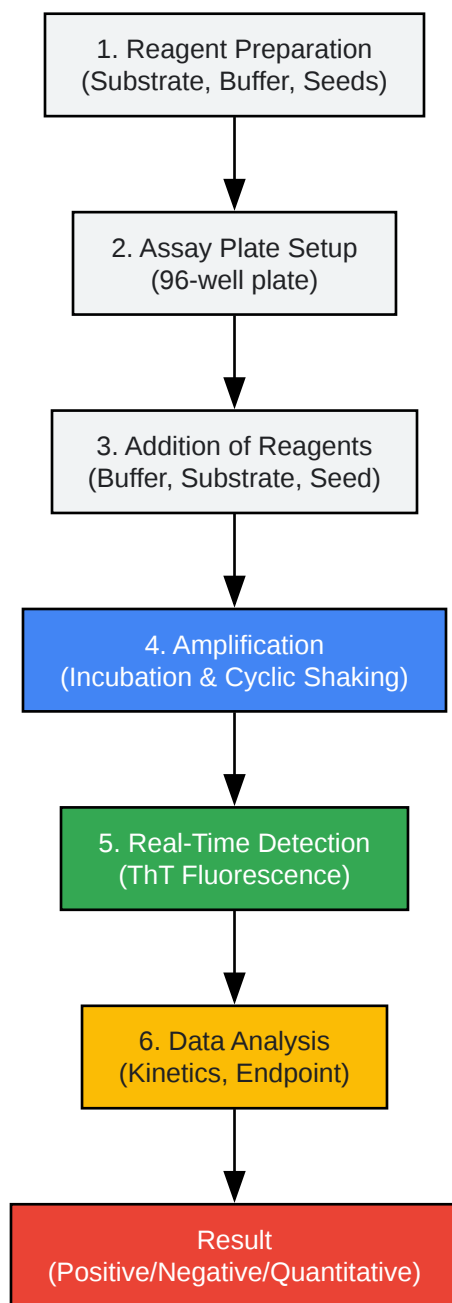 1. Reagent Preparation
(Substrate, Buffer, Seeds)
2. Assay Plate Setup
(96-well plate)
3. Addition of Reagents
(Buffer, Substrate, Seed)
4. Amplification
(Incubation & Cyclic Shaking)
5. Real-Time Detection
(ThT Fluorescence)
6. Data Analysis
(Kinetics, Endpoint)
Result
(Positive/Negative/Quantitative)